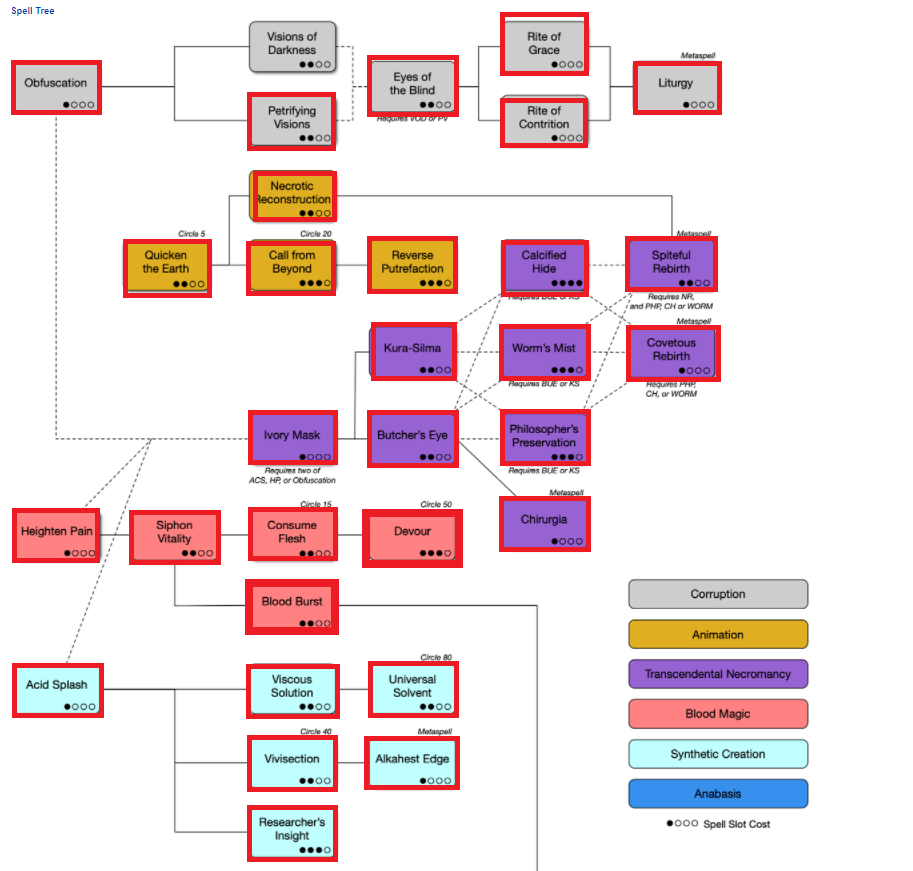 Spell Tree
Visions of
Darkness
Obfuscation
Petrifying
Visions
Eyes of
the Blind
Requires VOD or PV
Rite of
Grace
Rite of
Contrition
Metaspell
Liturgy
Necrotic
Reconstruction
Circle 5
Quicken
the Earth
Circle 20
Call from
Beyond
Reverse
Putrefaction
Calcified
Hide
Requires BUE or KS
Metaspell
Spiteful
Rebirth
Requires NR,
and PHP, CH or WORM
Kura-Silma
Worm's Mist
Requires BUE or KS
Metaspell
Covetous
Rebirth
Requires PHP,
CH, or WORM
Ivory Mask
Requires two of
ACS, HP, or Obfuscation
Butcher's Eye
Philosopher's
Preservation
Requires BUE or KS
Metaspell
Chirurgia
Heighten Pain
Siphon
Vitality
Circle 15
Consume
Flesh
Circle 50
Devour
Blood Burst
Acid Splash
Viscous
Solution
Circle 80
Universal
Solvent
Circle 40
Vivisection
Metaspell
Alkahest Edge
Researcher's
Insight
Corruption
Animation
Transcendental Necromancy
Blood Magic
Synthetic Creation
Anabasis
Spell Slot Cost